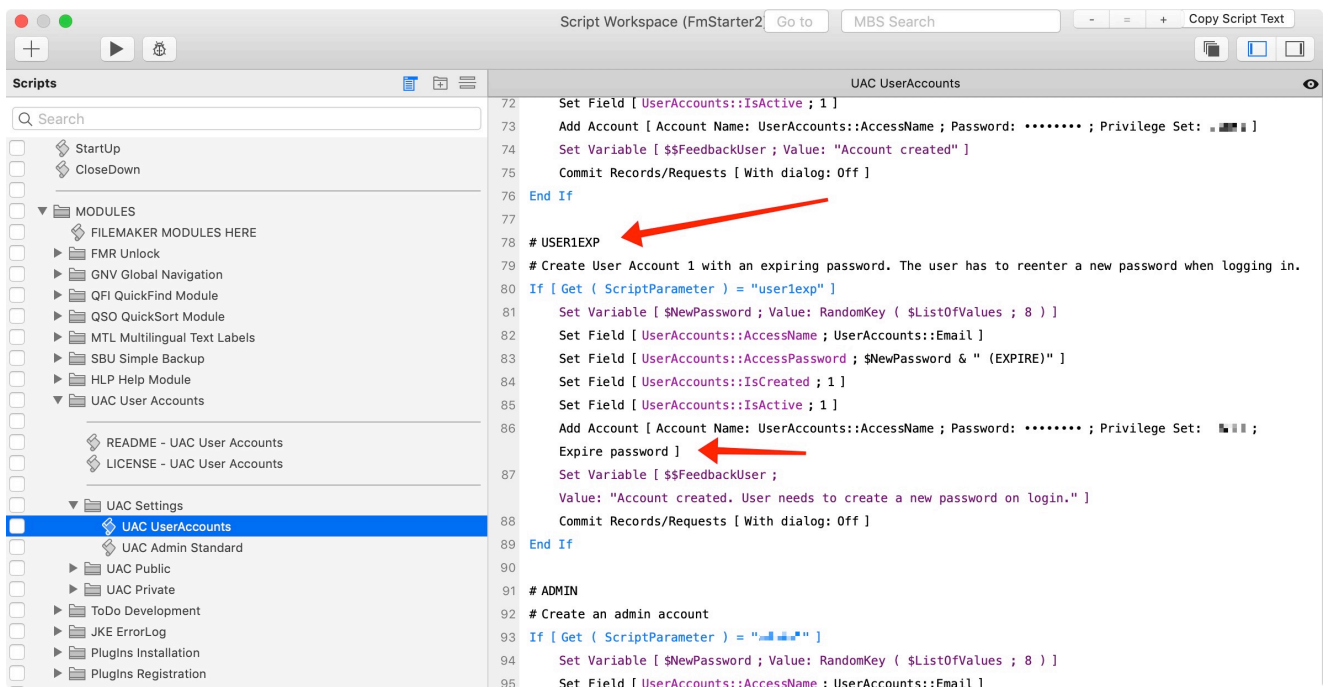 Script Workspace (FmStarter2
Go to
MBS Search
- = +
Copy Script Text
Scripts
UAC UserAccounts
Search
StartUp
CloseDown
MODULES
FILEMAKER MODULES HERE
FMR Unlock
GNV Global Navigation
QFI QuickFind Module
QSO QuickSort Module
MTL Multilingual Text Labels
SBU Simple Backup
HLP Help Module
UAC User Accounts
README - UAC User Accounts
LICENSE - UAC User Accounts
UAC Settings
UAC UserAccounts
UAC Admin Standard
UAC Public
UAC Private
ToDo Development
JKE ErrorLog
PlugIns Installation
PlugIns Registration
72 Set Field [ UserAccounts::IsActive ; 1 ]
73 Add Account [ Account Name: UserAccounts::AccessName ; Password: •••••••• ; Privilege Set: ]
74 Set Variable [ $$FeedbackUser ; Value: "Account created" ]
75 Commit Records/Requests [ With dialog: Off ]
76 End If
77
78 # USER1EXP
79 # Create User Account 1 with an expiring password. The user has to reenter a new password when logging in.
80 If [ Get ( ScriptParameter ) = "user1exp" ]
81 Set Variable [ $NewPassword ; Value: RandomKey ( $ListOfValues ; 8 ) ]
82 Set Field [ UserAccounts::AccessName ; UserAccounts::Email ]
83 Set Field [ UserAccounts::AccessPassword ; $NewPassword & " (EXPIRE)" ]
84 Set Field [ UserAccounts::IsCreated ; 1 ]
85 Set Field [ UserAccounts::IsActive ; 1 ]
86 Add Account [ Account Name: UserAccounts::AccessName ; Password: •••••••• ; Privilege Set: ;
Expire password ]
87 Set Variable [ $$FeedbackUser ;
Value: "Account created. User needs to create a new password on login." ]
88 Commit Records/Requests [ With dialog: Off ]
89 End If
90
91 # ADMIN
92 # Create an admin account
93 If [ Get ( ScriptParameter ) = " " ]
94 Set Variable [ $NewPassword ; Value: RandomKey ( $ListOfValues ; 8 ) ]
95 Set Field [ UserAccounts::AccessName ; UserAccounts::Email ]